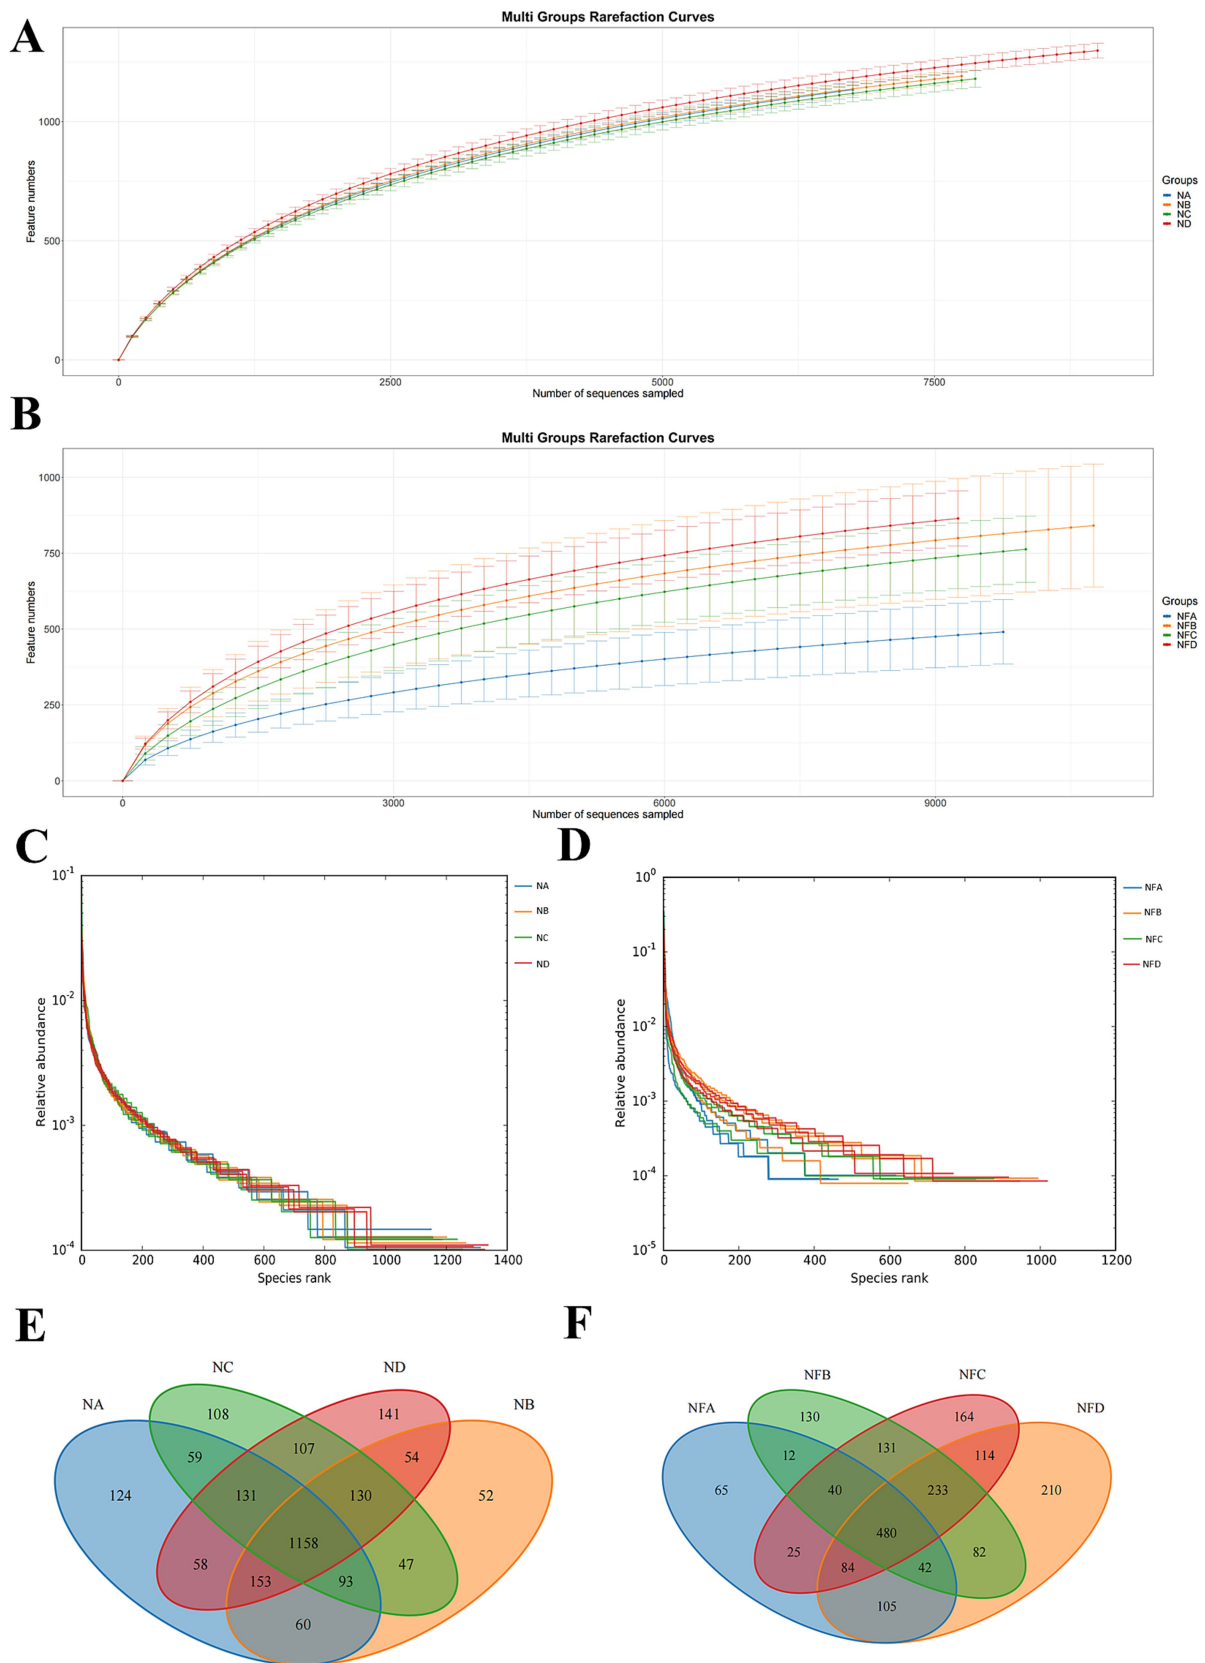 A
Multi Groups Rarefaction Curves
Feature numbers
1000
500
0
0 2500 5000 7500
Number of sequences sampled
Groups
NA
NB
NC
ND
B
Multi Groups Rarefaction Curves
Feature numbers
1000
750
500
250
0
0 3000 6000 9000
Number of sequences sampled
Groups
NFA
NFB
NFC
NFD
C
Relative abundance
10^-1
10^-2
10^-3
10^-4
0 200 400 600 800 1000 1200 1400
Species rank
NA
NB
NC
ND
D
Relative abundance
10^0
10^-1
10^-2
10^-3
10^-4
10^-5
0 200 400 600 800 1000 1200
Species rank
NFA
NFB
NFC
NFD
E
NC ND
NA NB
108 141
59 107 54
124 131 130 52
1158
58 153 93 47
60
F
NFB NFC
NFA NFD
130 164
12 131 114
65 40 233 210
480
25 84 42 82
105